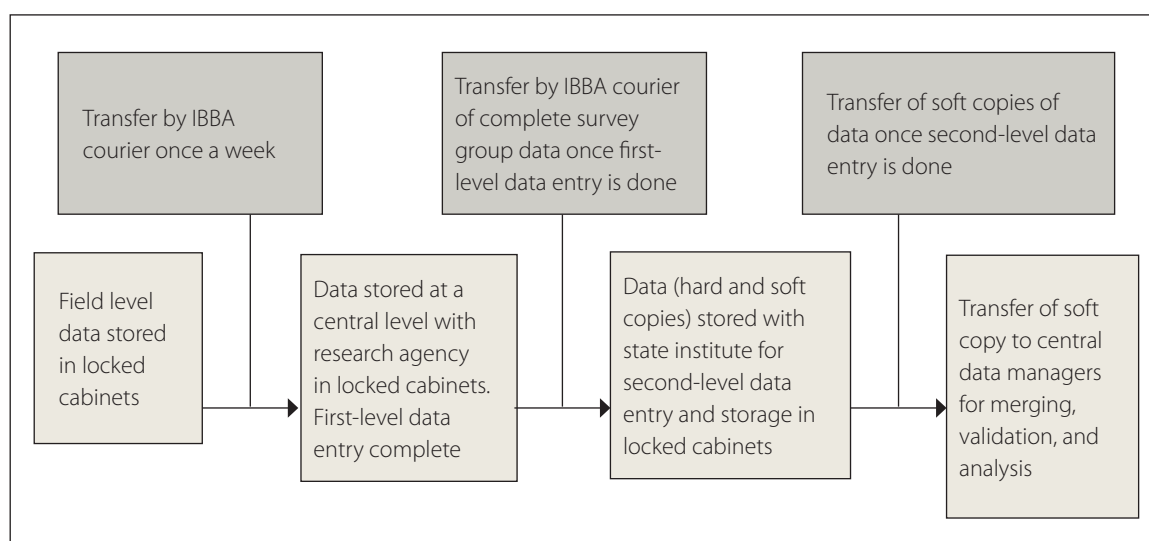 Transfer by IBBA
courier once a week
Transfer by IBBA courier
of complete survey
group data once first-
level data entry is done
Transfer of soft copies of
data once second-level data
entry is done
Field level
data stored
in locked
cabinets
Data stored at a
central level with
research agency
in locked cabinets.
First-level data
entry complete
Data (hard and soft
copies) stored with
state institute for
second-level data
entry and storage in
locked cabinets
Transfer of soft
copy to central
data managers
for merging,
validation, and
analysis